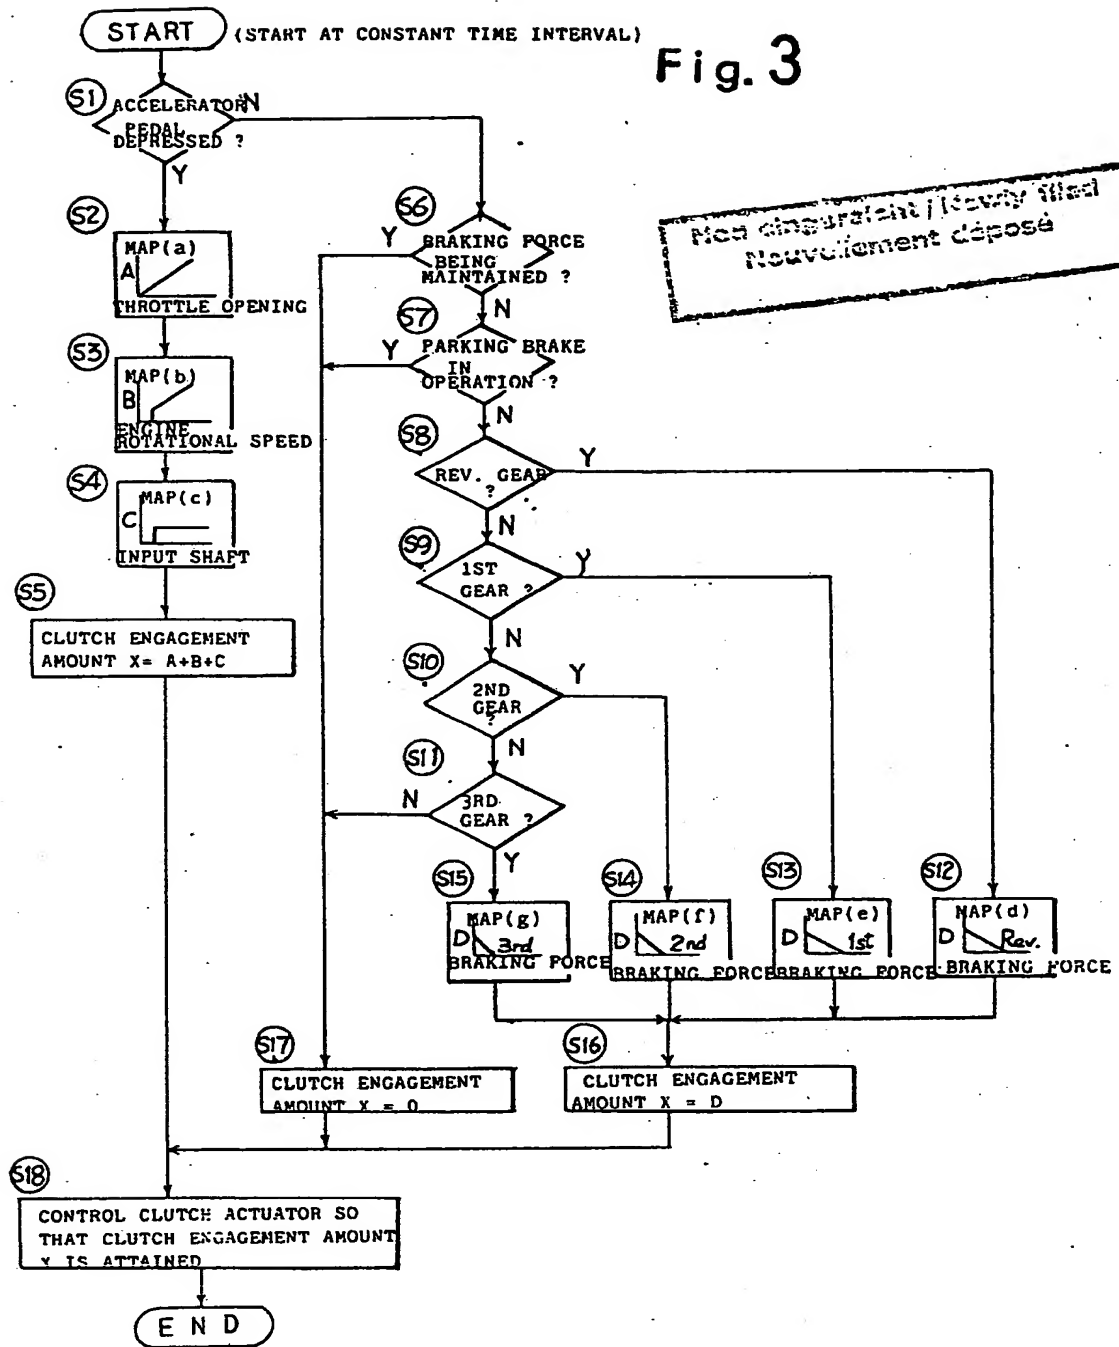 START (START AT CONSTANT TIME INTERVAL)
Fig. 3
S1
ACCELERATOR
PEDAL
DEPRESSED ?
N
Y
Newly filed
Nouvellement déposé
S2
MAP(a)
A
THROTTLE OPENING
S3
MAP(b)
B
ENGINE
ROTATIONAL SPEED
S4
MAP(c)
C
INPUT SHAFT
S5
CLUTCH ENGAGEMENT
AMOUNT X= A+B+C
S6
Y
BRAKING FORCE
BEING
MAINTAINED ?
N
S7
Y
PARKING BRAKE
IN
OPERATION ?
N
S8
REV. GEAR
?
Y
N
S9
1ST
GEAR ?
Y
N
S10
2ND
GEAR
?
Y
N
S11
N
3RD
GEAR ?
Y
S15
MAP(g)
D 3rd
BRAKING FORCE
S14
MAP(f)
D 2nd
BRAKING FORCE
S13
MAP(e)
D 1st
BRAKING FORCE
S12
MAP(d)
D Rev.
BRAKING FORCE
S17
CLUTCH ENGAGEMENT
AMOUNT X = 0
S16
CLUTCH ENGAGEMENT
AMOUNT X = D
S18
CONTROL CLUTCH ACTUATOR SO
THAT CLUTCH ENGAGEMENT AMOUNT
X IS ATTAINED
END